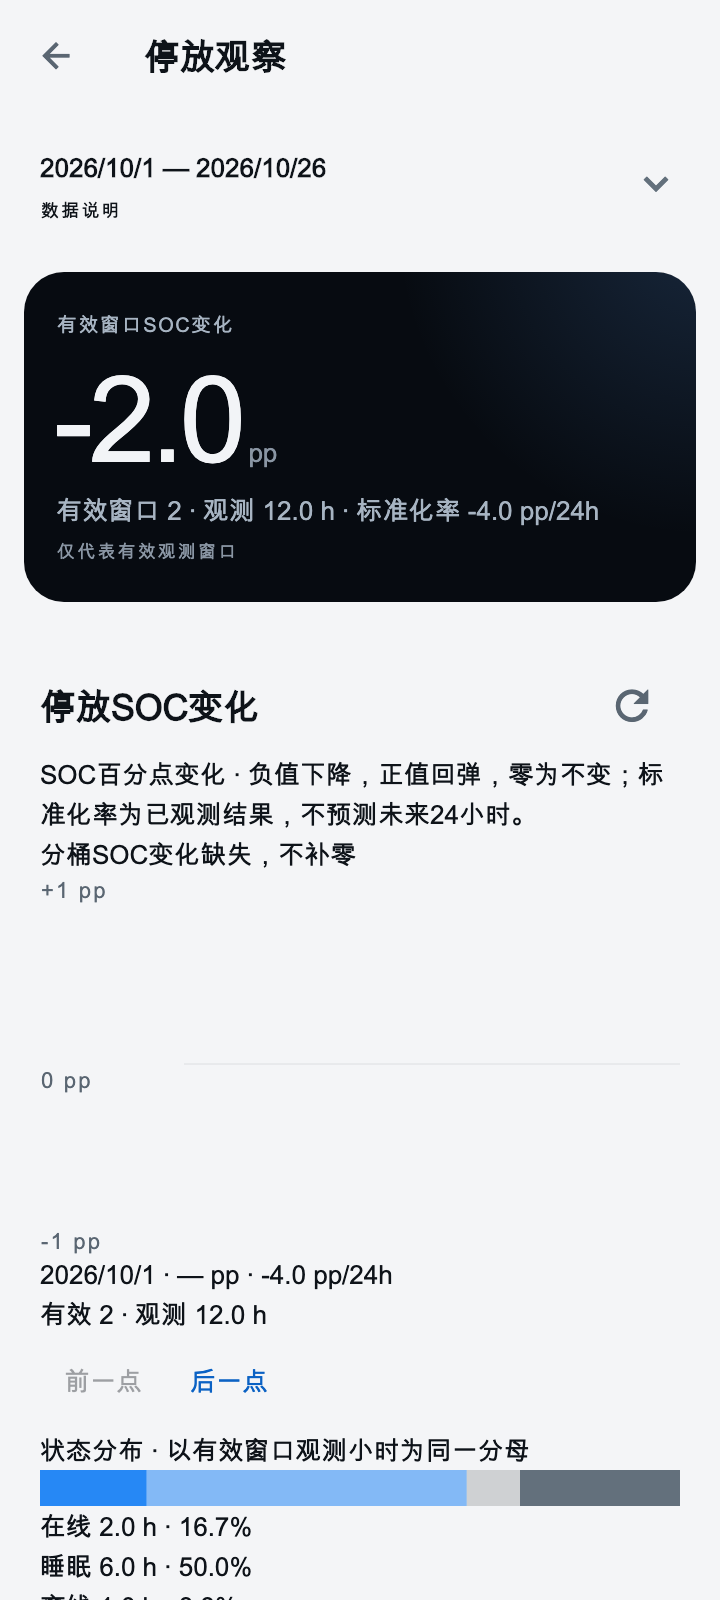 停放观察
2026/10/1 — 2026/10/26
数据说明
有效窗口SOC变化
-2.0 pp
有效窗口 2 · 观测 12.0 h · 标准化率 -4.0 pp/24h
仅代表有效观测窗口
停放SOC变化
SOC百分点变化 · 负值下降，正值回弹，零为不变；标
准化率为已观测结果，不预测未来24小时。
分桶SOC变化缺失，不补零
+1 pp
0 pp
-1 pp
2026/10/1 · — pp · -4.0 pp/24h
有效 2 · 观测 12.0 h
前一点 后一点
状态分布 · 以有效窗口观测小时为同一分母
在线 2.0 h · 16.7%
睡眠 6.0 h · 50.0%